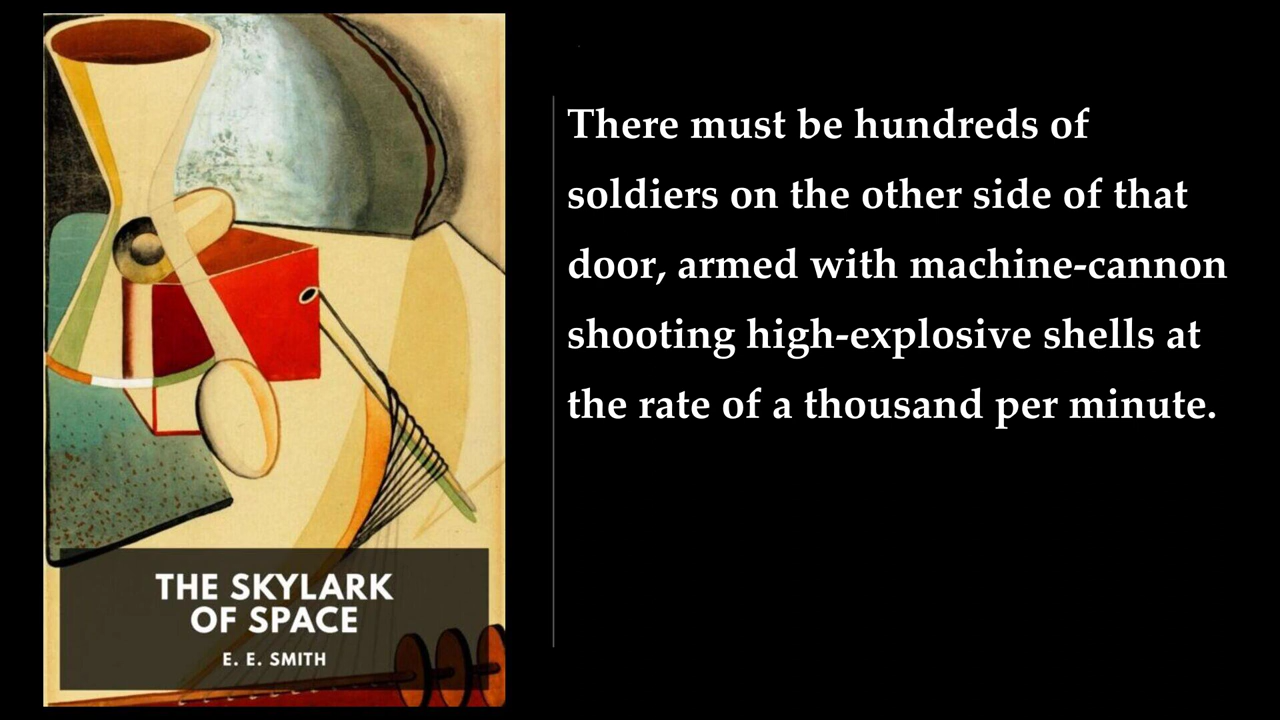 THE SKYLARK
OF SPACE
E. E. SMITH
There must be hundreds of
soldiers on the other side of that
door, armed with machine-cannon
shooting high-explosive shells at
the rate of a thousand per minute.